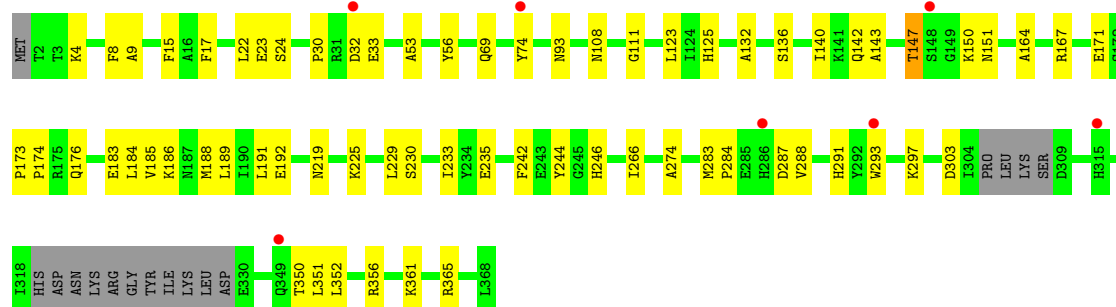 MET T2 T3 K4 F8 A9 F15 A16 F17 L22 E23 S24 P30 R31 D32 E33 A53 Y56 Q69 Y74 N93 N108 G111 L123 I124 H125 A132 S136 I140 K141 Q142 A143 T147 S148 G149 K150 N151 A164 R167 E171
P173 P174 R175 Q176 E183 L184 V185 K186 N187 M188 L189 I190 L191 E192 N219 K225 L229 S230 I233 Y234 E235 F242 E243 Y244 G245 H246 I266 A274 M283 P284 E285 H286 D287 V288 H291 Y292 W293 K297 D303 I304 PRO LEU LYS SER D309 H315
I318 HIS ASP ASN LYS ARG GLY TYR ILE LYS LEU ASP E330 Q349 T350 L351 L352 R356 K361 R365 L368